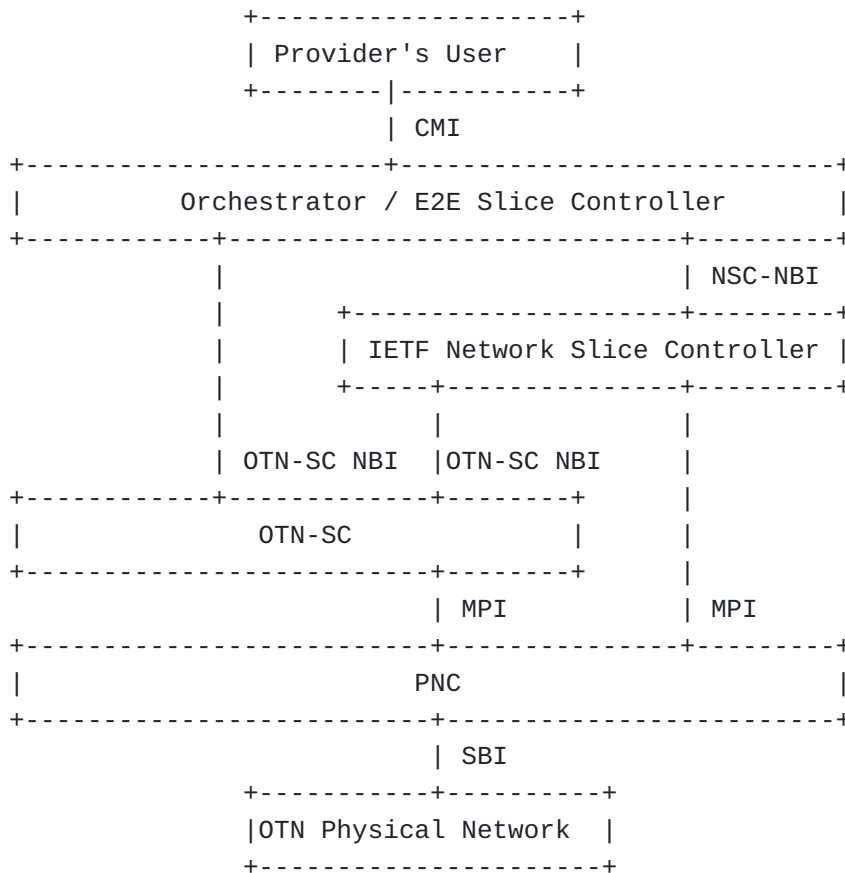 Provider's User
CMI
Orchestrator / E2E Slice Controller
NSC-NBI
IETF Network Slice Controller
OTN-SC NBI OTN-SC NBI
OTN-SC
MPI MPI
PNC
SBI
OTN Physical Network